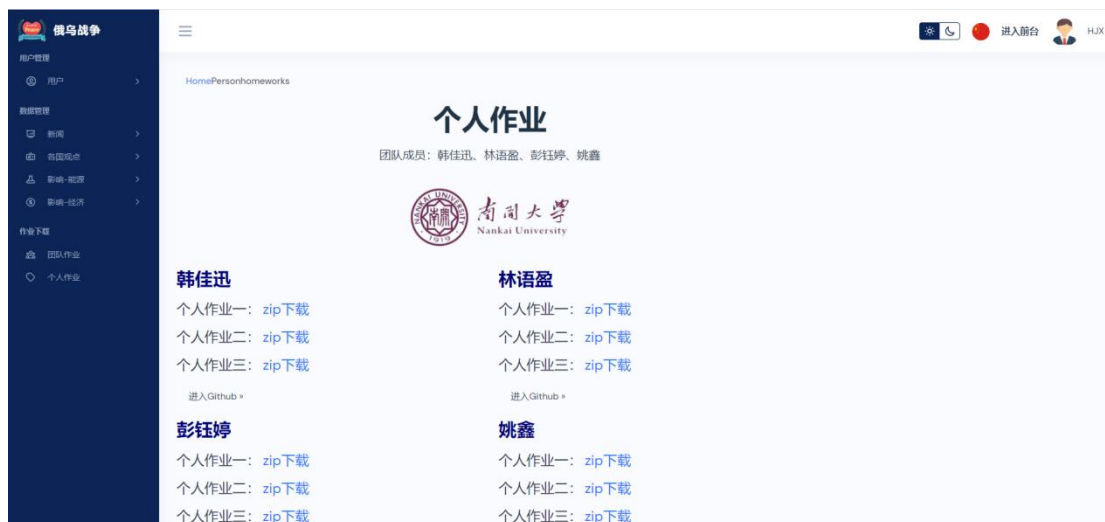 俄乌战争
进入前台
HJX
用户管理
用户
数据管理
新闻
各国观点
影响-能源
影响-经济
作业下载
团队作业
个人作业
HomePersonhomeworks
个人作业
团队成员：韩佳迅、林语盈、彭钰婷、姚鑫
NANKAI UNIVERSITY
南開
1919
南开大学
Nankai University
韩佳迅
个人作业一： zip下载
个人作业二： zip下载
个人作业三： zip下载
进入Github »
林语盈
个人作业一： zip下载
个人作业二： zip下载
个人作业三： zip下载
进入Github »
彭钰婷
个人作业一： zip下载
个人作业二： zip下载
个人作业三： zip下载
姚鑫
个人作业一： zip下载
个人作业二： zip下载
个人作业三： zip下载